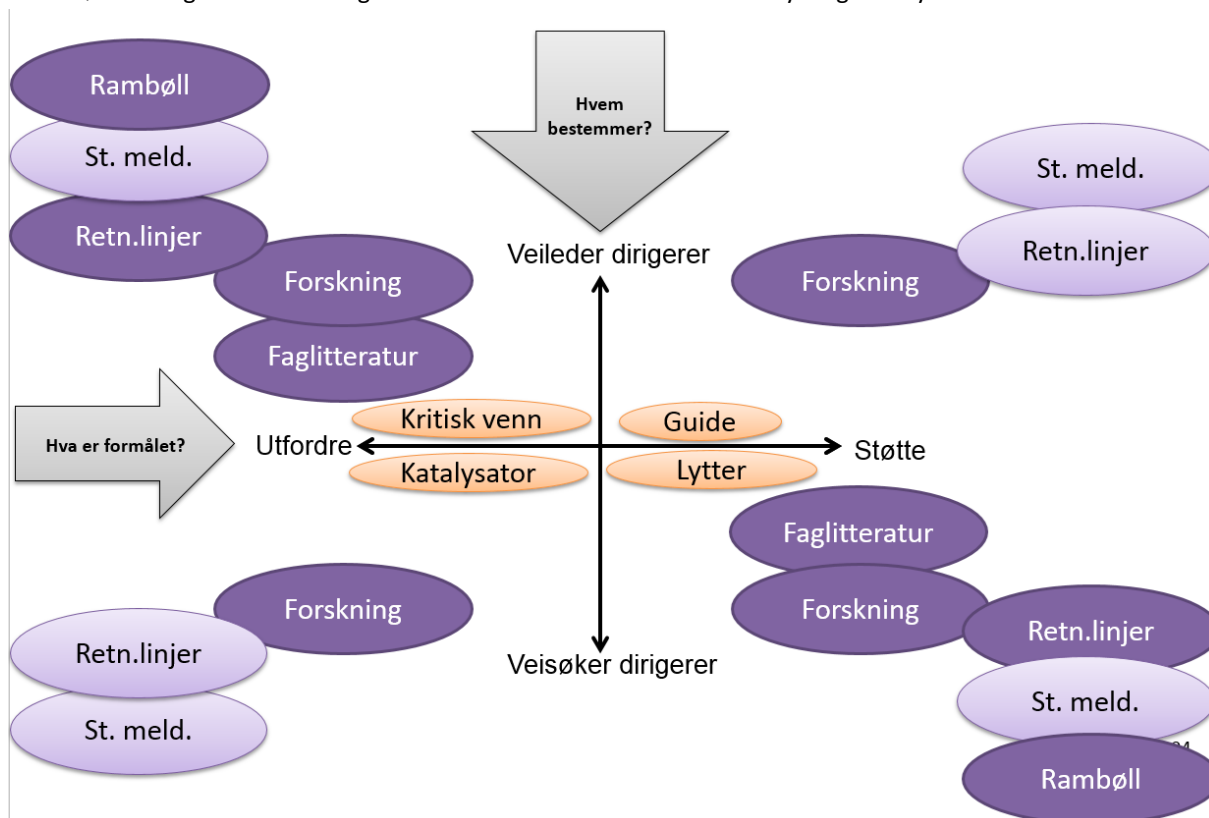 Rambøll
St. meld.
Retn.linjer
Forskning
Faglitteratur
Hvem
bestemmer?
Veileder dirigerer
St. meld.
Retn.linjer
Forskning
Hva er formålet?
Utfordre
Kritisk venn
Guide
Katalysator
Lytter
Støtte
Forskning
Retn.linjer
St. meld.
Veisøker dirigerer
Faglitteratur
Forskning
Retn.linjer
St. meld.
Rambøll